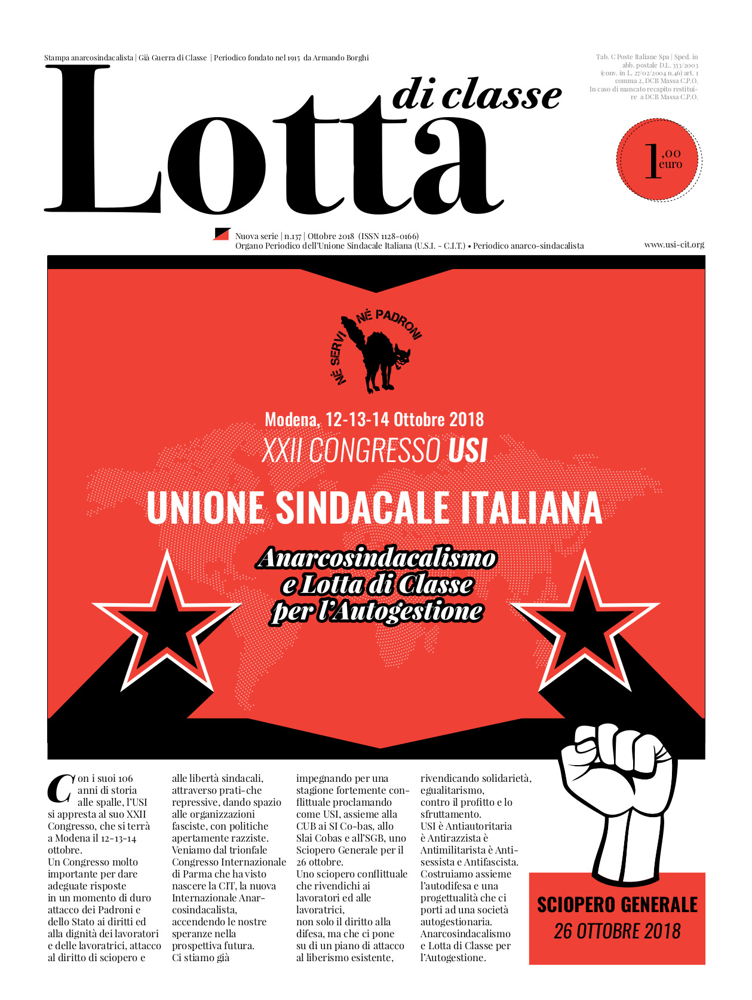 Stampa anarcosindacalista | Già Guerra di Classe | Periodico fondato nel 1915 da Armando Borghi
Tab. C Poste Italiane Spa | Sped. in
abb. postale D.L. 353/2003
(conv. in L. 27/02/2004 n.46) art. 1
comma 2, DCB Massa C.P.O.
In caso di mancato recapito restitui-
re a DCB Massa C.P.O.
Lotta
di classe
1,00
euro
Nuova serie | n.137 | Ottobre 2018 (ISSN 1128-0166)
Organo Periodico dell'Unione Sindacale Italiana (U.S.I. - C.I.T.) • Periodico anarco-sindacalista
www.usi-cit.org
NÈ SERVI NÈ PADRONI
Modena, 12-13-14 Ottobre 2018
XXII CONGRESSO USI
UNIONE SINDACALE ITALIANA
Anarcosindacalismo
e Lotta di Classe
per l'Autogestione
Con i suoi 106
anni di storia
alle spalle, l'USI
si appresta al suo XXII
Congresso, che si terrà
a Modena il 12-13-14
ottobre.
Un Congresso molto
importante per dare
adeguate risposte
in un momento di duro
attacco dei Padroni e
dello Stato ai diritti ed
alla dignità dei lavoratori
e delle lavoratrici, attacco
al diritto di sciopero e
alle libertà sindacali,
attraverso prati-che
repressive, dando spazio
alle organizzazioni
fasciste, con politiche
apertamente razziste.
Veniamo dal trionfale
Congresso Internazionale
di Parma che ha visto
nascere la CIT, la nuova
Internazionale Anar-
cosindacalista,
accendendo le nostre
speranze nella
prospettiva futura.
Ci stiamo già
impegnando per una
stagione fortemente con-
flittuale proclamando
come USI, assieme alla
CUB ai SI Co-bas, allo
Slai Cobas e all'SGB, uno
Sciopero Generale per il
26 ottobre.
Uno sciopero conflittuale
che rivendichi ai
lavoratori ed alle
lavoratrici,
non solo il diritto alla
difesa, ma che ci pone
su di un piano di attacco
al liberismo esistente,
rivendicando solidarietà,
egualitarismo,
contro il profitto e lo
sfruttamento.
USI è Antiautoritaria
è Antirazzista è
Antimilitarista è Anti-
sessista e Antifascista.
Costruiamo assieme
l'autodifesa e una
progettualità che ci
porti ad una società
autogestionaria.
Anarcosindacalismo
e Lotta di Classe per
l'Autogestione.
SCIOPERO GENERALE
26 OTTOBRE 2018